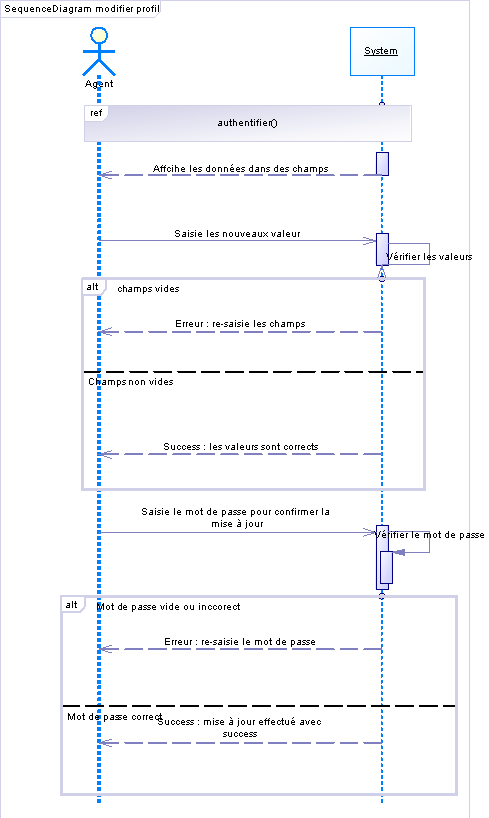 SequenceDiagram modifier profil
System
Agent
ref
authentifier()
Affcihe les données dans des champs
Saisie les nouveaux valeur
Vérifier les valeurs
alt
champs vides
Erreur : re-saisie les champs
Champs non vides
Success : les valeurs sont corrects
Saisie le mot de passe pour confirmer la
mise à jour
Vérifier le mot de passe
alt
Mot de passe vide ou inccorect
Erreur : re-saisie le mot de passe
Mot de passe correct
Success : mise à jour effectué avec
success